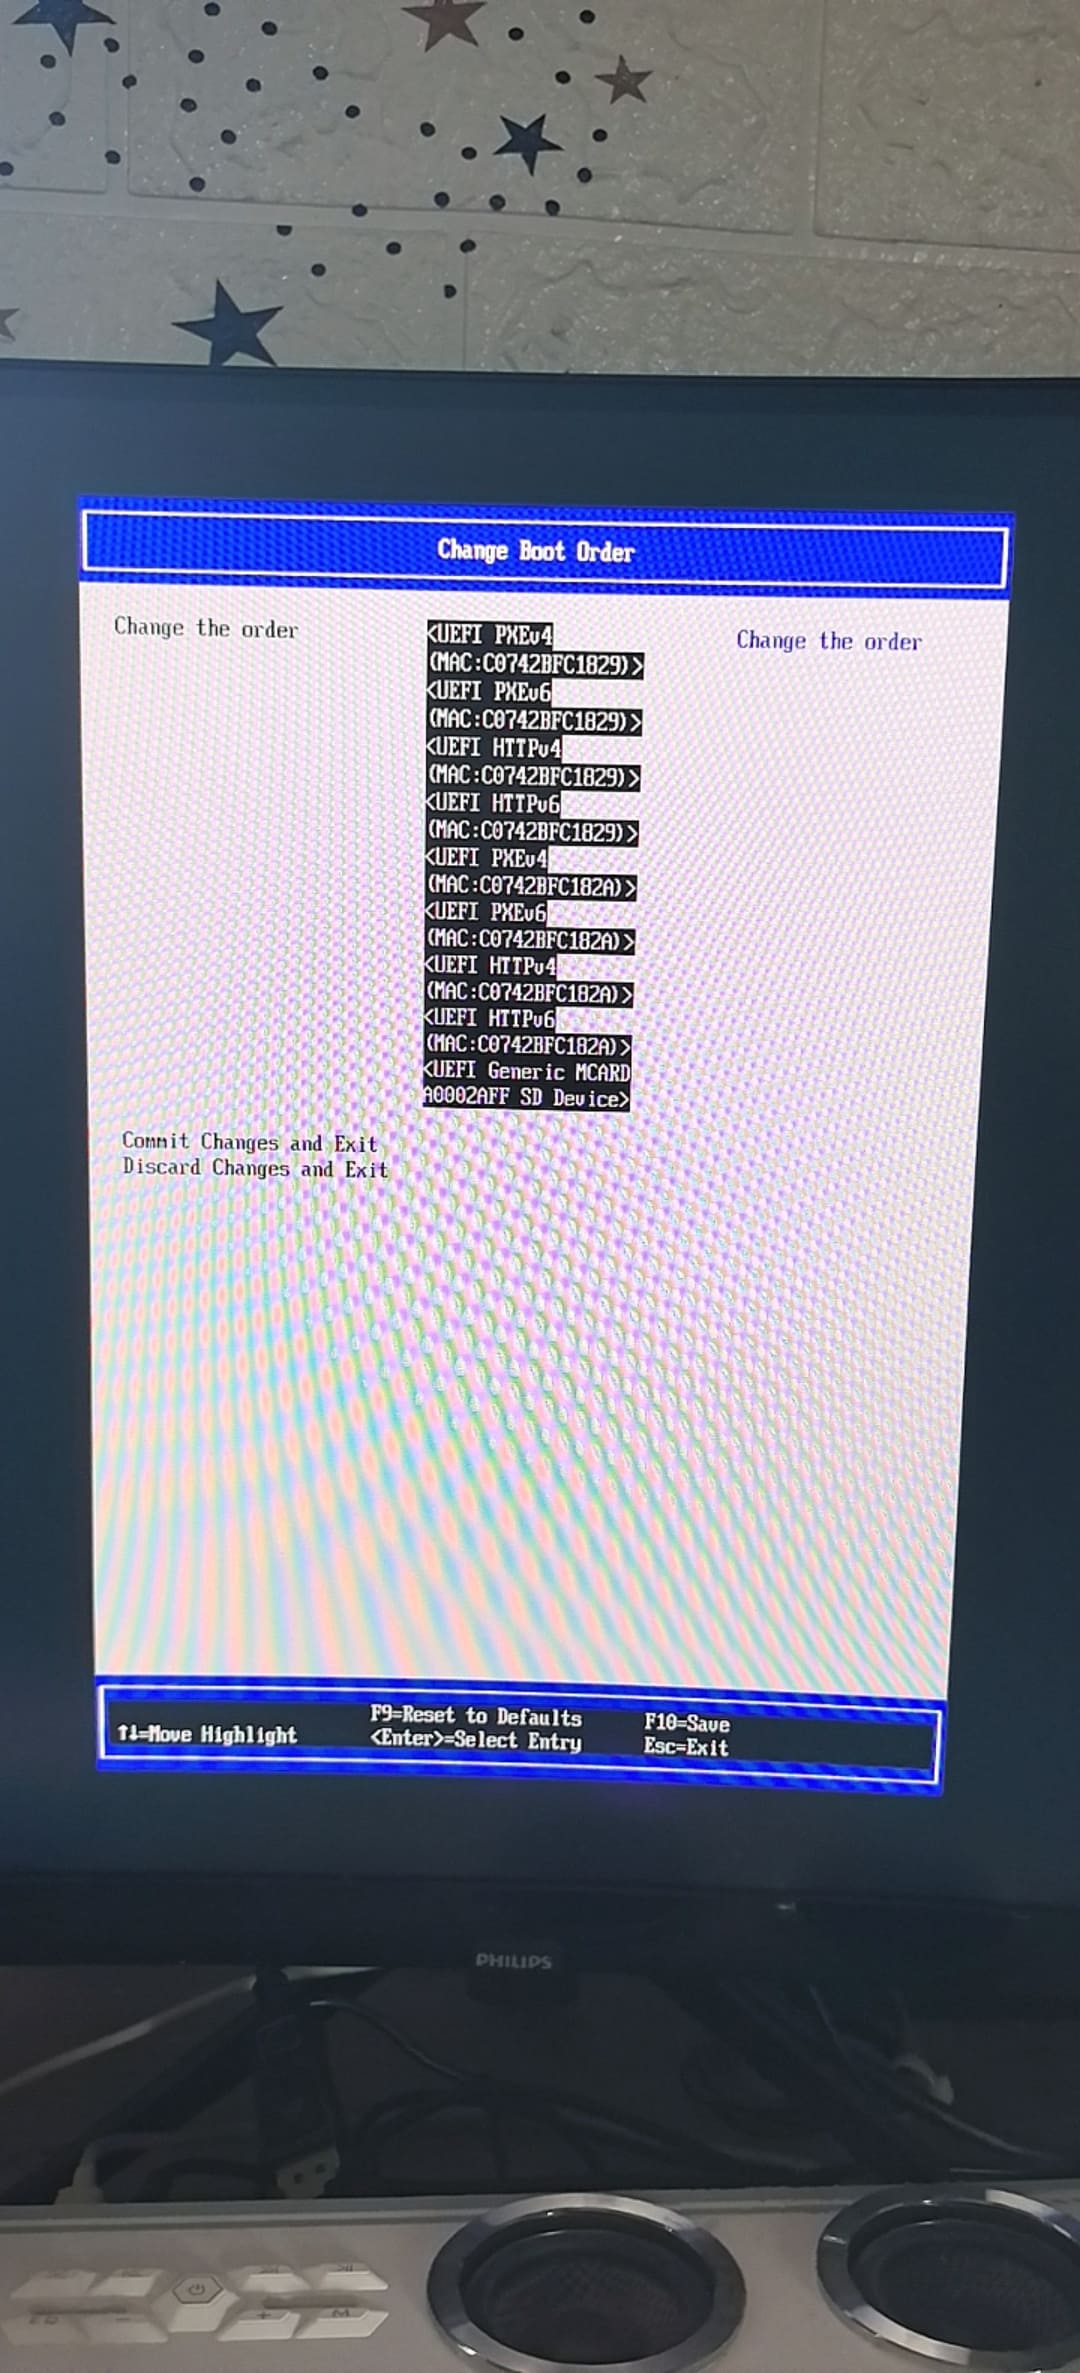 Change Boot Order
Change the order
<UEFI PXEv4
(MAC:C0742BFC1829)>
<UEFI PXEv6
(MAC:C0742BFC1829)>
<UEFI HTTPv4
(MAC:C0742BFC1829)>
<UEFI HTTPv6
(MAC:C0742BFC1829)>
<UEFI PXEv4
(MAC:C0742BFC182A)>
<UEFI PXEv6
(MAC:C0742BFC182A)>
<UEFI HTTPv4
(MAC:C0742BFC182A)>
<UEFI HTTPv6
(MAC:C0742BFC182A)>
<UEFI Generic MCARD
A0002AFF SD Device>
Change the order
Commit Changes and Exit
Discard Changes and Exit
↑↓=Move Highlight
F9=Reset to Defaults
<Enter>=Select Entry
F10=Save
Esc=Exit
PHILIPS